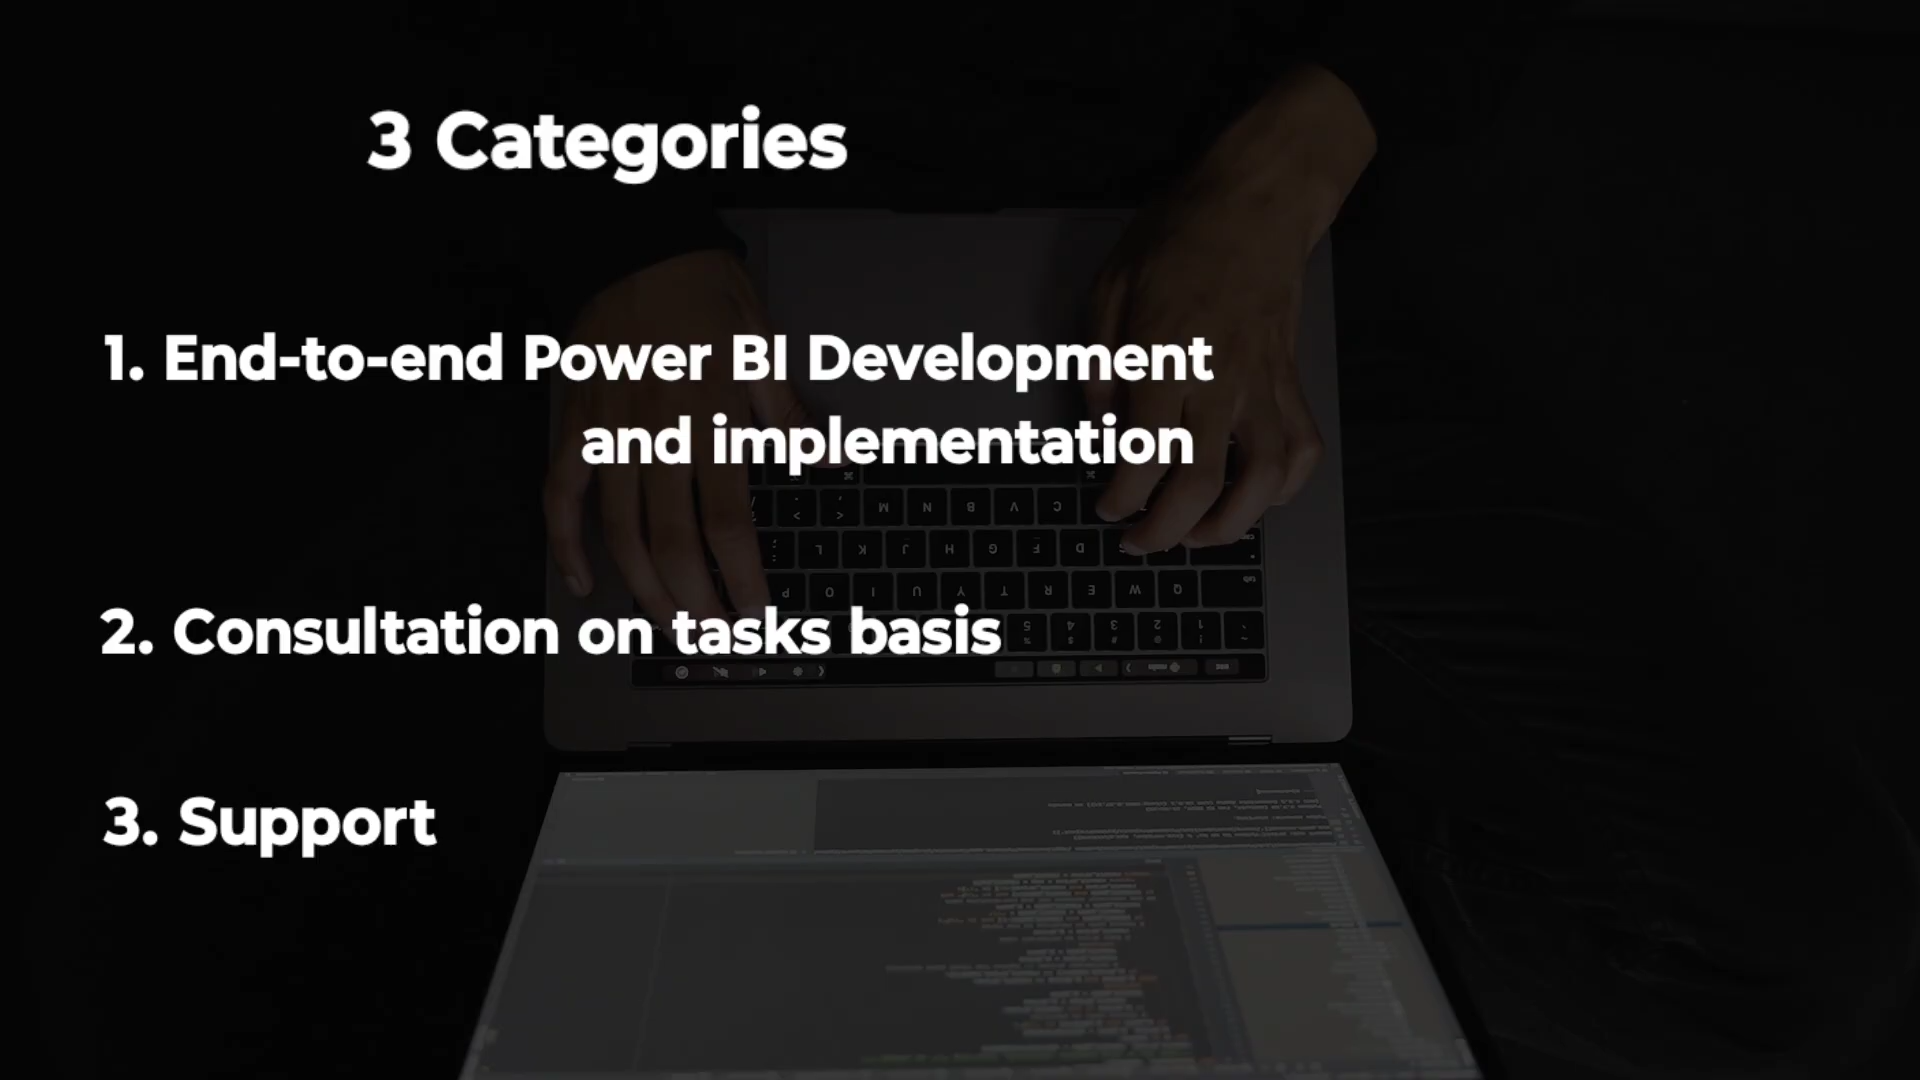 3 Categories
1. End-to-end Power BI Development
and implementation
2. Consultation on tasks basis
3. Support